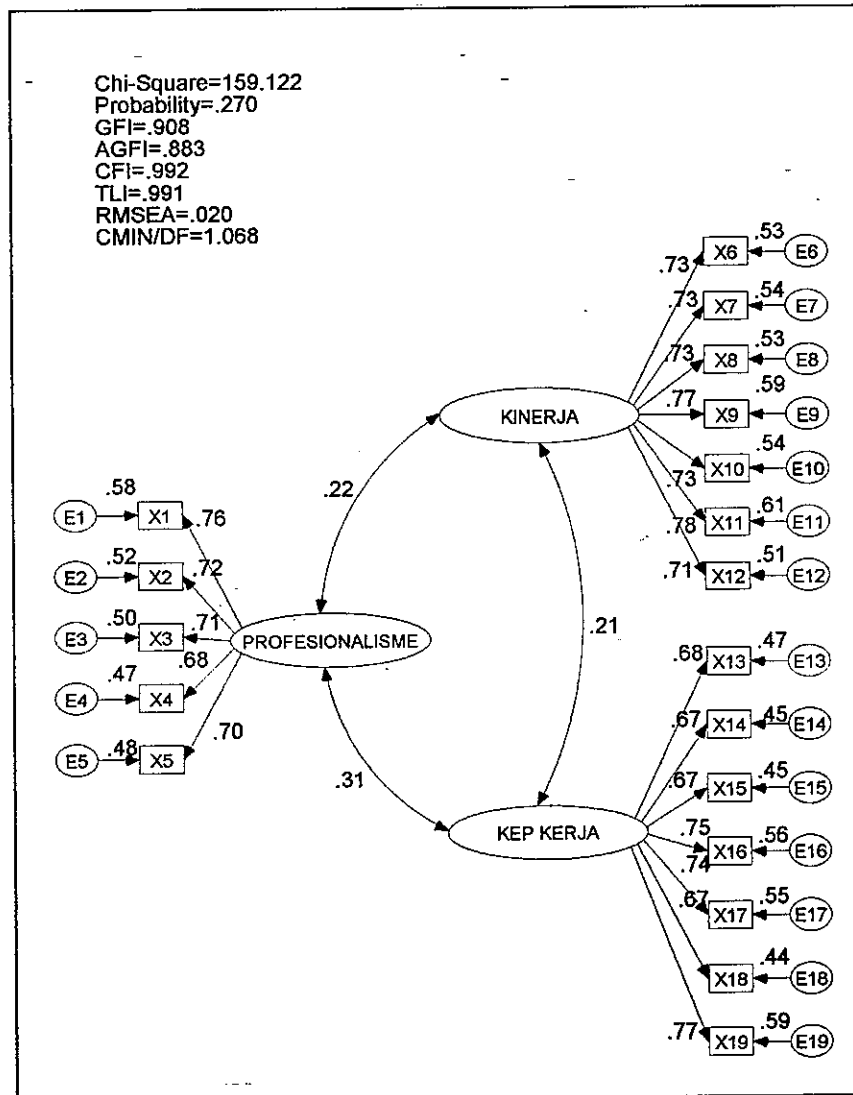 Chi-Square=159.122
Probability=.270
GFI=.908
AGFI=.883
CFI=.992
TLI=.991
RMSEA=.020
CMIN/DF=1.068
.73 X6 .53 E6
.73 X7 .54 E7
.73 X8 .53 E8
KINERJA .77 X9 .59 E9
X10 .54 E10
.73 X11 .61 E11
.78
.71 X12 .51 E12
.22
.21
E1 .58 X1 .76
E2 .52 X2 .72
E3 .50 X3 .71 PROFESIONALISME
E4 .47 X4 .68
E5 .48 X5 .70
.31
.68 X13 .47 E13
.67 X14 .45 E14
.67 X15 .45 E15
KEP KERJA .75 X16 .56 E16
.74
.67 X17 .55 E17
X18 .44 E18
.77 X19 .59 E19